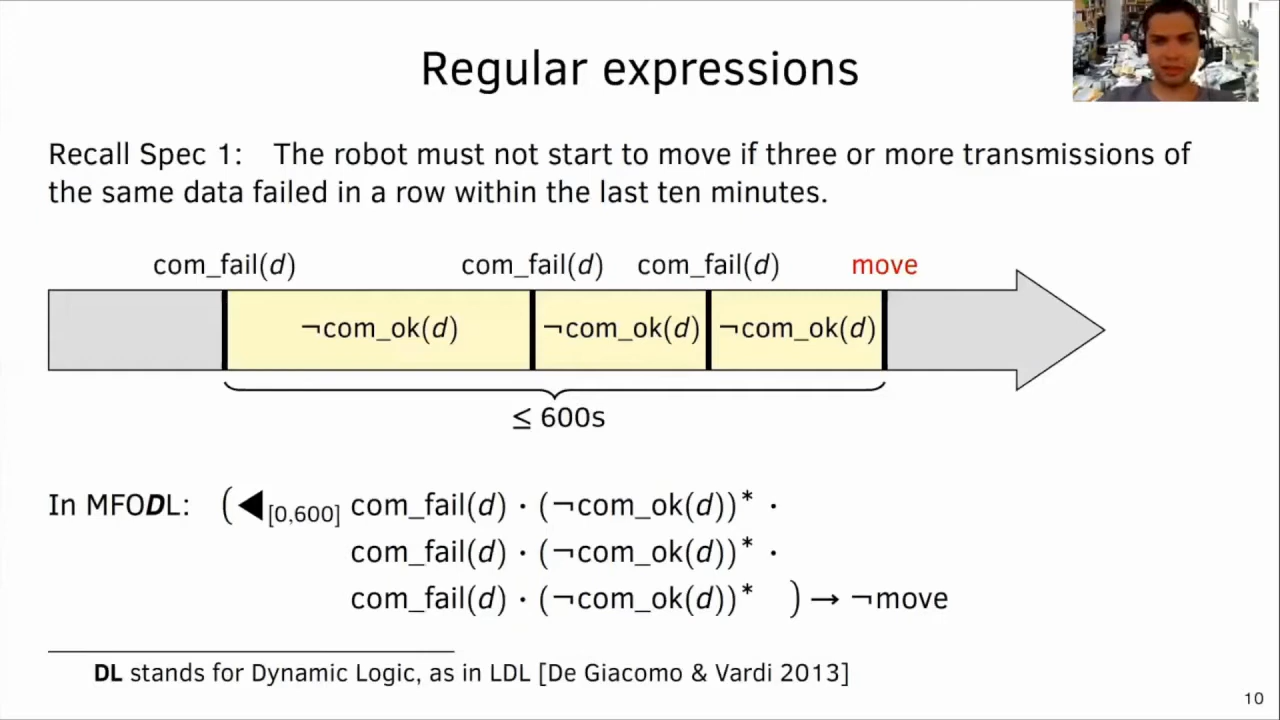 Regular expressions
Recall Spec 1: The robot must not start to move if three or more transmissions of
the same data failed in a row within the last ten minutes.
com_fail(d) com_fail(d) com_fail(d) move
¬com_ok(d) ¬com_ok(d) ¬com_ok(d)
≤ 600s
In MFODL: (◀[0,600] com_fail(d) · (¬com_ok(d))* ·
com_fail(d) · (¬com_ok(d))* ·
com_fail(d) · (¬com_ok(d))* ) → ¬move
DL stands for Dynamic Logic, as in LDL [De Giacomo & Vardi 2013]
10